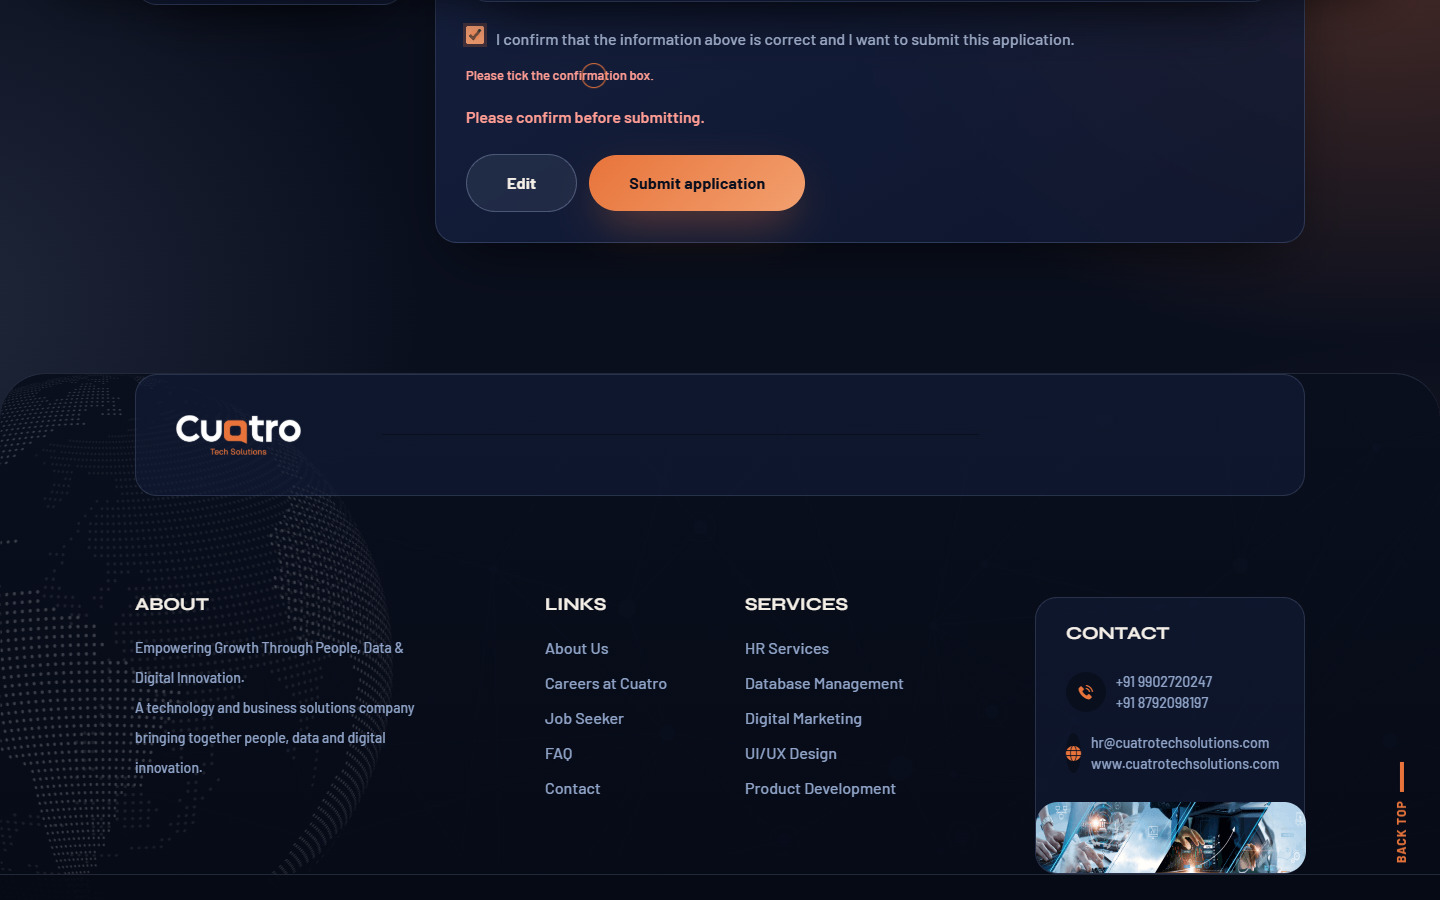 I confirm that the information above is correct and I want to submit this application.
Please tick the confirmation box.
Please confirm before submitting.
Edit
Submit application
Cuatro
Tech Solutions
ABOUT
Empowering Growth Through People, Data &
Digital Innovation.
A technology and business solutions company
bringing together people, data and digital
innovation.
LINKS
About Us
Careers at Cuatro
Job Seeker
FAQ
Contact
SERVICES
HR Services
Database Management
Digital Marketing
UI/UX Design
Product Development
CONTACT
+91 9902720247
+91 8792098197
hr@cuatrotechsolutions.com
www.cuatrotechsolutions.com
BACK TOP